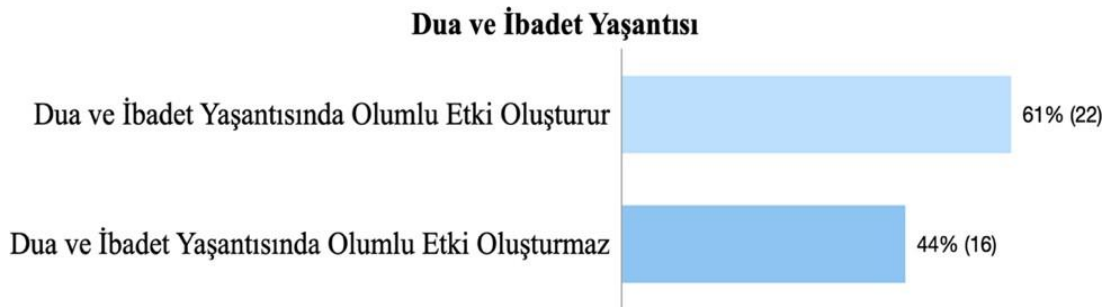 Dua ve İbadet Yaşantısı
Dua ve İbadet Yaşantısında Olumlu Etki Oluşturur
61% (22)
Dua ve İbadet Yaşantısında Olumlu Etki Oluşturmaz
44% (16)